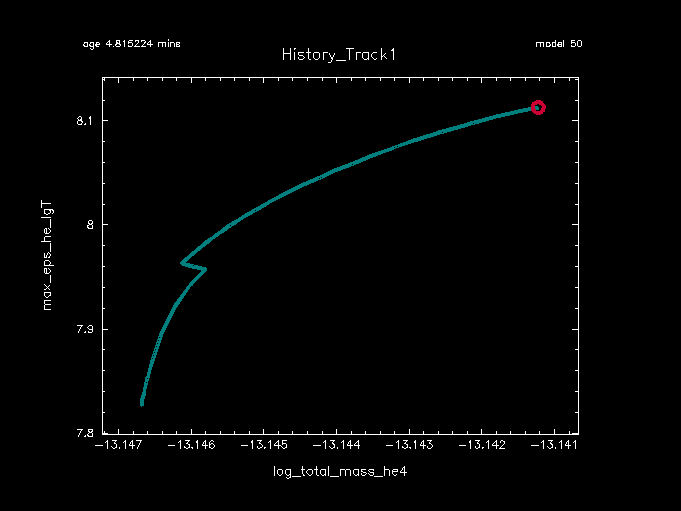 age 4.815224 mins
model 50
History_Track1
8.1
8
7.9
7.8
max_eps_he_lgT
−13.147 −13.146 −13.145 −13.144 −13.143 −13.142 −13.141
log_total_mass_he4